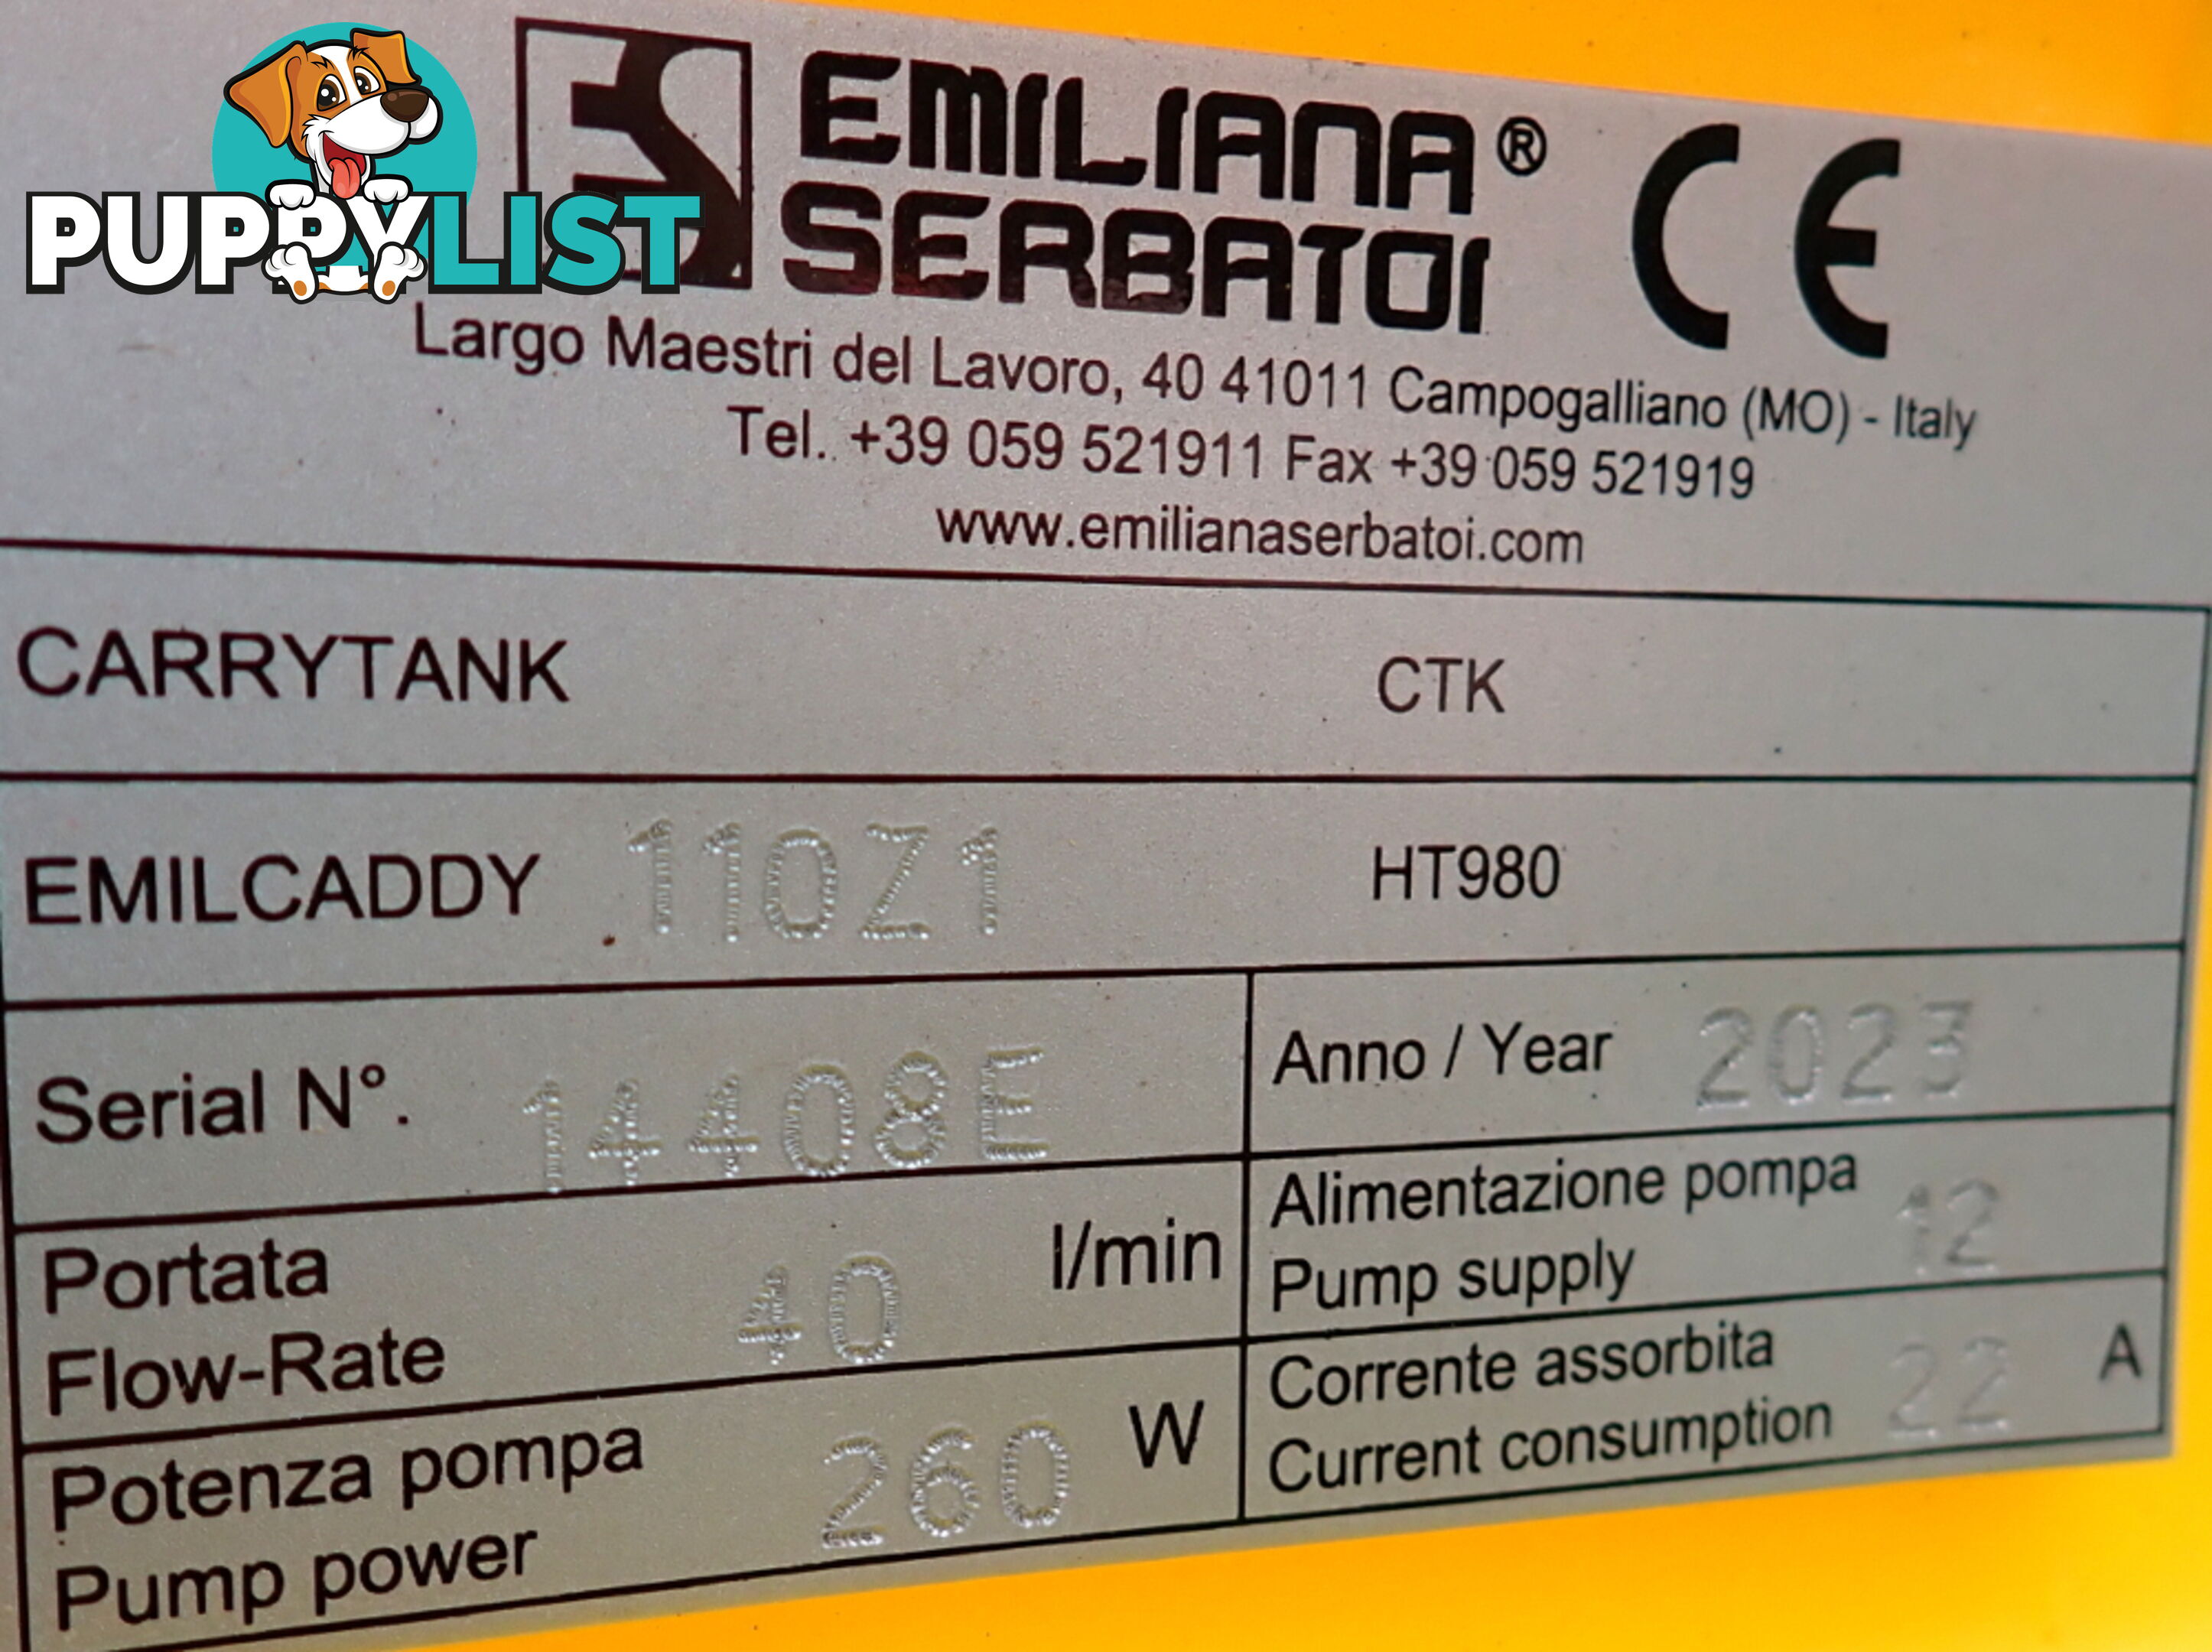 PUPPYLIST
ES EMILIANA® CE
SERBATOI
Largo Maestri del Lavoro, 40 41011 Campogalliano (MO) - Italy
Tel. +39 059 521911 Fax +39 059 521919
www.emilianaserbatoi.com
CARRYTANK CTK
EMILCADDY 110Z1 HT980
Serial N°. 14408E
Anno / Year 2023
Portata
Flow-Rate 40 l/min
Alimentazione pompa
Pump supply 12
Potenza pompa
Pump power 260 W
Corrente assorbita
Current consumption 22 A